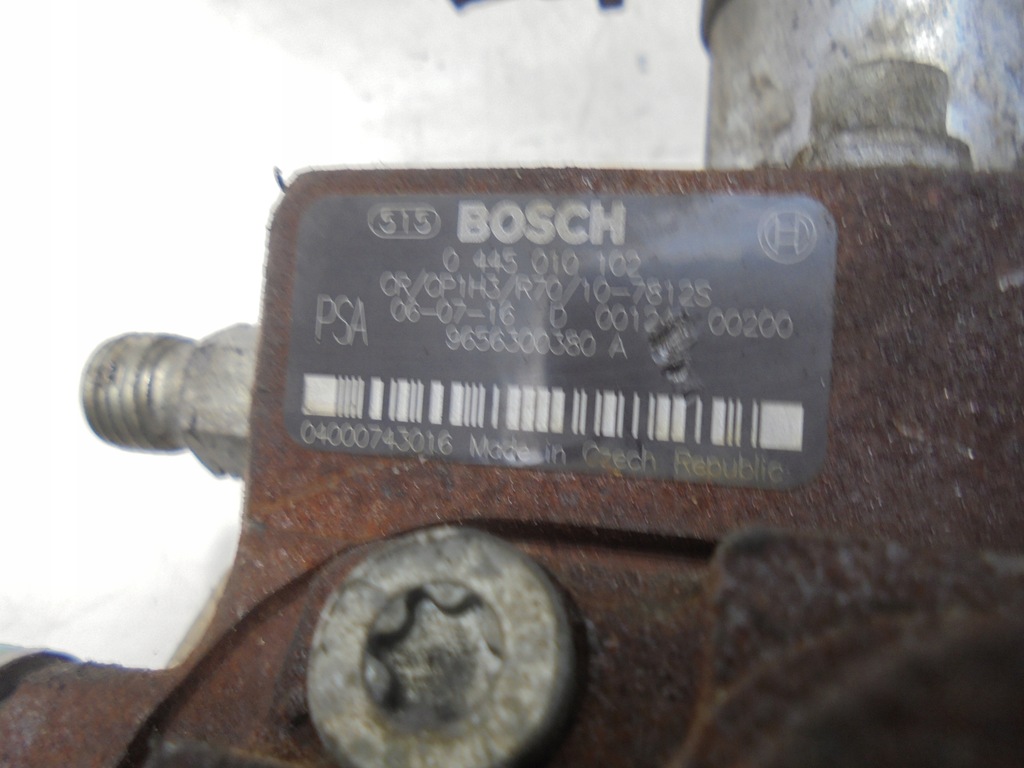 515 BOSCH H
0 445 010 102
CR/CP1H3/R70/10-7812S
PSA 06-07-16 D 00200
9656300380 A
04000743016 Made in Czech Republic